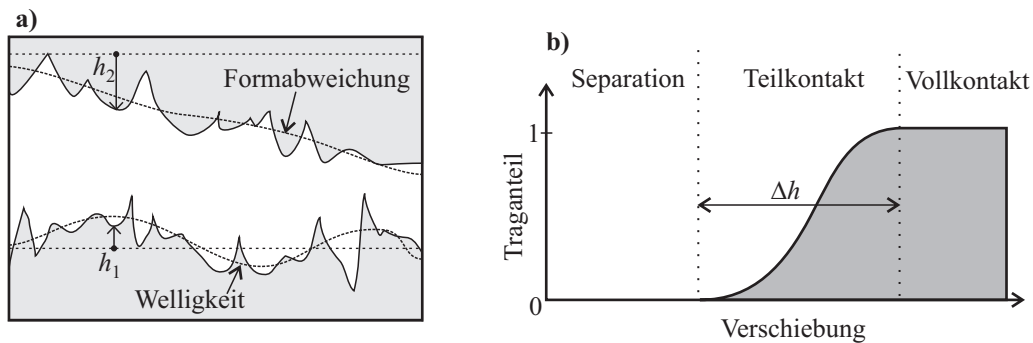 a)
h2
Formabweichung
h1
Welligkeit
b)
Separation
Teilkontakt
Vollkontakt
1
Δh
Traganteil
0
Verschiebung